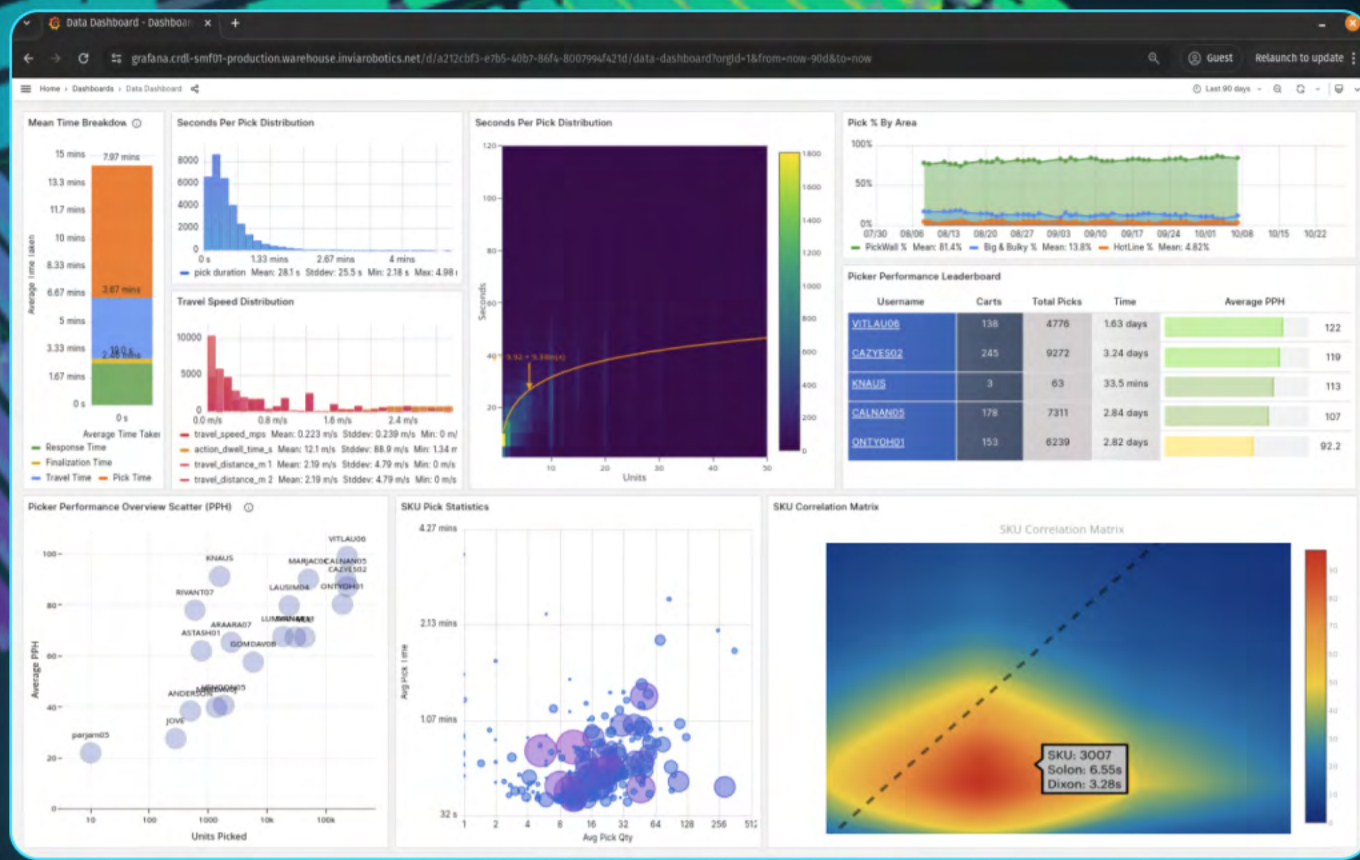 Data Dashboard - Dashboar
grafana.crdl-smf01-production.warehouse.inviarobotics.net/d/a212cbf3-e7b5-40b7-86f4-8007994f421d/data-dashboard?orgId=1&from=now-90d&to=now
Guest
Relaunch to update
Home › Dashboards › Data Dashboard
Last 90 days
Mean Time Breakdow
15 mins
13.3 mins
11.7 mins
10 mins
8.33 mins
6.67 mins
5 mins
3.33 mins
1.67 mins
0 s
7.97 mins
3.67 mins
0 s
Average Time Taken
Average Time Taker
Response Time
Finalization Time
Travel Time
Pick Time
Seconds Per Pick Distribution
8000
6000
4000
2000
0
0 s
1.33 mins
2.67 mins
4 mins
pick duration Mean: 28.1 s Stddev: 25.5 s Min: 2.18 s Max: 4.98
Travel Speed Distribution
10000
5000
0
0.0 m/s
0.8 m/s
1.6 m/s
2.4 m/s
travel_speed_mps Mean: 0.223 m/s Stddev: 0.239 m/s Min: 0 m/
action_dwell_time_s Mean: 12.1 m/s Stddev: 88.9 m/s Min: 1.34 m
travel_distance_m 1 Mean: 2.19 m/s Stddev: 4.79 m/s Min: 0 m/s
travel_distance_m 2 Mean: 2.19 m/s Stddev: 4.79 m/s Min: 0 m/s
Seconds Per Pick Distribution
120
100
80
60
40
20
Seconds
10
20
30
40
50
Units
1800
1600
1400
1200
1000
800
600
400
200
0
Pick % By Area
100%
50%
0%
07/30
08/06
08/13
08/20
08/27
09/03
09/10
09/17
09/24
10/01
10/08
10/15
10/22
PickWall % Mean: 81.4%
Big & Bulky % Mean: 13.8%
HotLine % Mean: 4.82%
Picker Performance Leaderboard
Username Carts Total Picks Time Average PPH
VITLAU06 138 4776 1.63 days 122
CAZYES02 245 9272 3.24 days 119
KNAUS 3 63 33.5 mins 113
CALNAN05 178 7311 2.84 days 107
ONTYOH01 153 6239 2.82 days 92.2
Picker Performance Overview Scatter (PPH)
100
80
60
40
20
0
Average PPH
VITLAU06
KNAUS
CALNAN05
CAZYES02
ONTYOH01
RIVANT07
LAUSIM04
ARAARA07
ASTASH01
GOMDAV08
JOVE
parjam05
10
100
1000
10k
100k
Units Picked
SKU Pick Statistics
4.27 mins
2.13 mins
1.07 mins
32 s
Avg Pick Time
1
2
4
8
16
32
64
128
256
512
Avg Pick Qty
SKU Correlation Matrix
SKU Correlation Matrix
SKU: 3007
Solon: 6.55s
Dixon: 3.28s